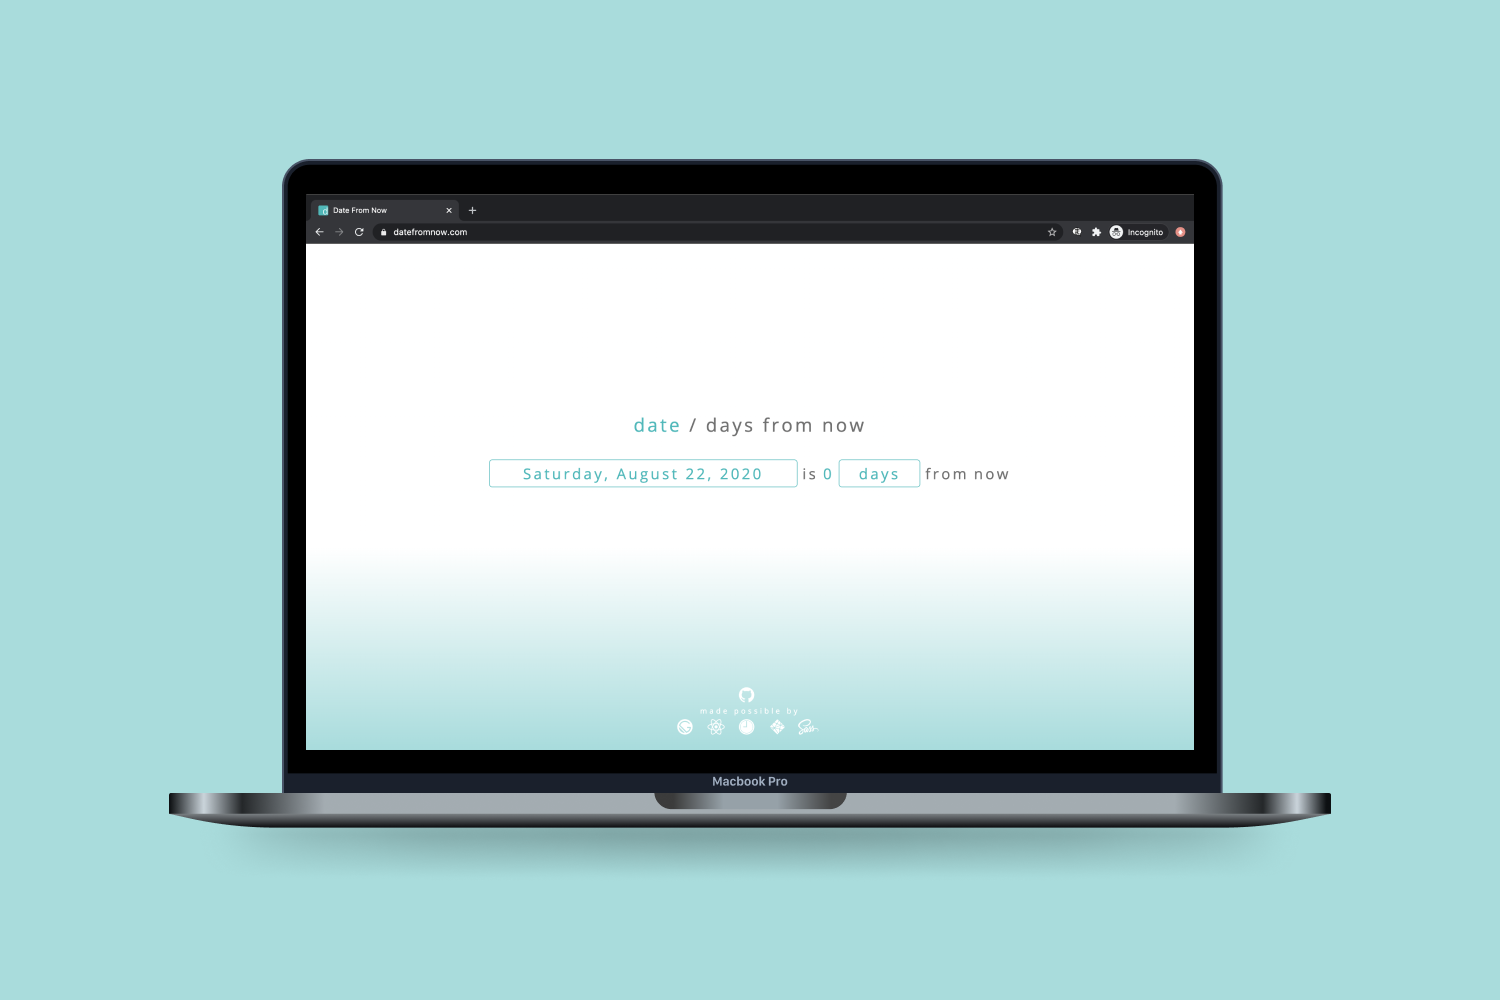 Date From Now
datefromnow.com
Incognito
date / days from now
Saturday, August 22, 2020 is 0 days from now
made possible by
Sass
Macbook Pro